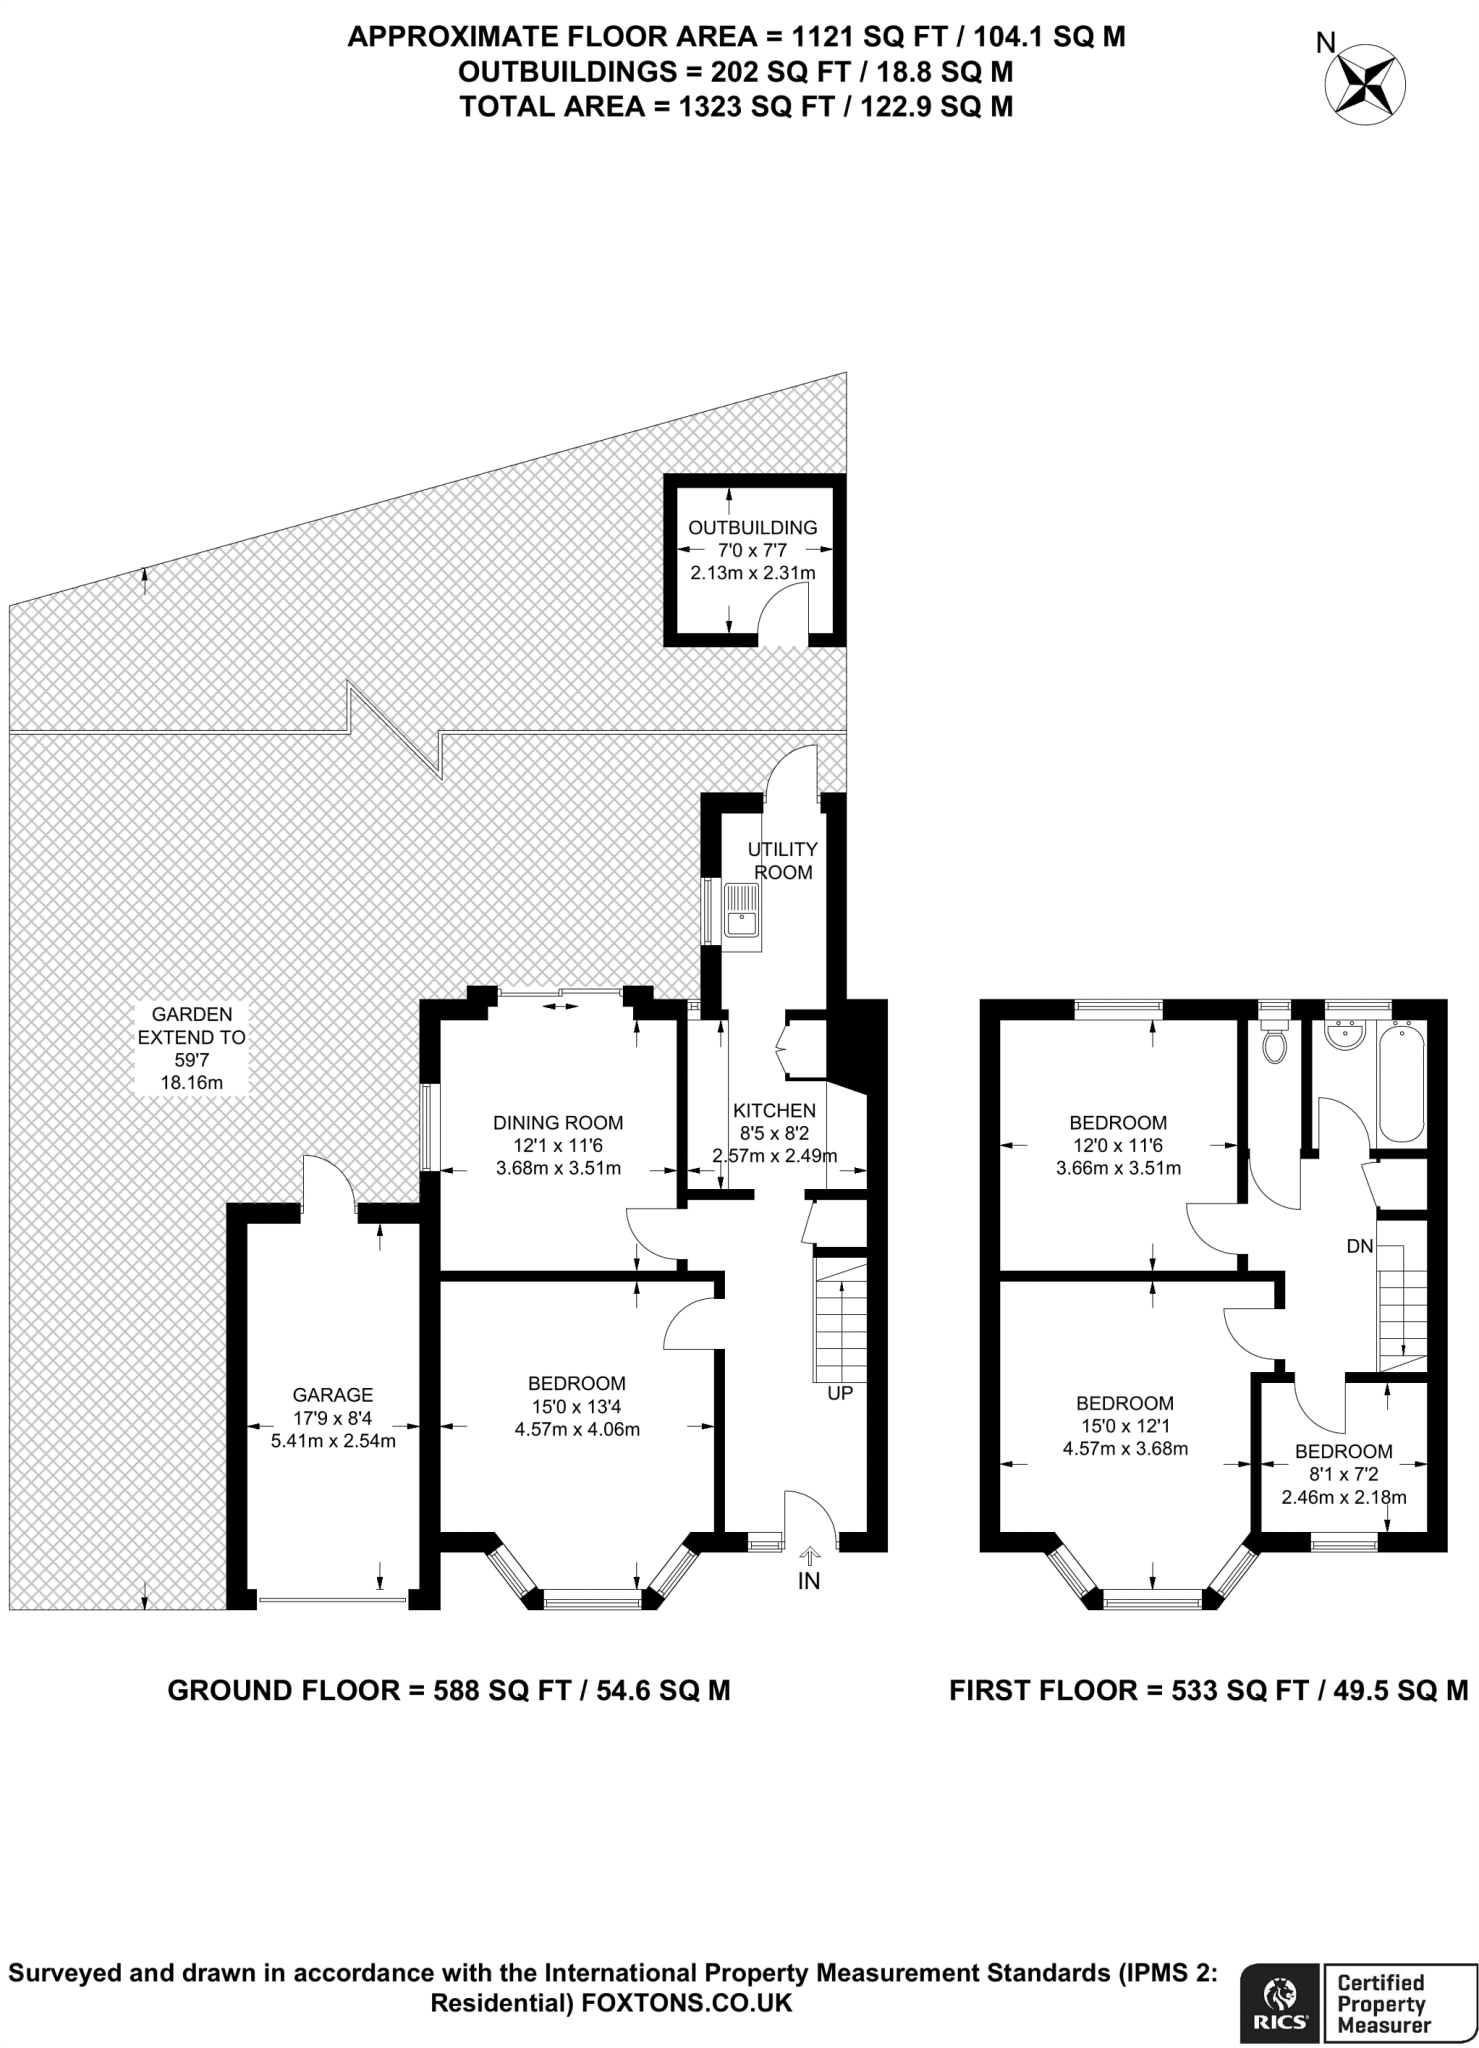 APPROXIMATE FLOOR AREA = 1121 SQ FT / 104.1 SQ M
OUTBUILDINGS = 202 SQ FT / 18.8 SQ M
TOTAL AREA = 1323 SQ FT / 122.9 SQ M
N
OUTBUILDING
7'0 x 7'7
2.13m x 2.31m
UTILITY
ROOM
GARDEN
EXTEND TO
59'7
18.16m
DINING ROOM
12'1 x 11'6
3.68m x 3.51m
KITCHEN
8'5 x 8'2
2.57m x 2.49m
GARAGE
17'9 x 8'4
5.41m x 2.54m
BEDROOM
15'0 x 13'4
4.57m x 4.06m
UP
IN
BEDROOM
12'0 x 11'6
3.66m x 3.51m
DN
BEDROOM
15'0 x 12'1
4.57m x 3.68m
BEDROOM
8'1 x 7'2
2.46m x 2.18m
GROUND FLOOR = 588 SQ FT / 54.6 SQ M
FIRST FLOOR = 533 SQ FT / 49.5 SQ M
Surveyed and drawn in accordance with the International Property Measurement Standards (IPMS 2:
Residential) FOXTONS.CO.UK
RICS
Certified
Property
Measurer